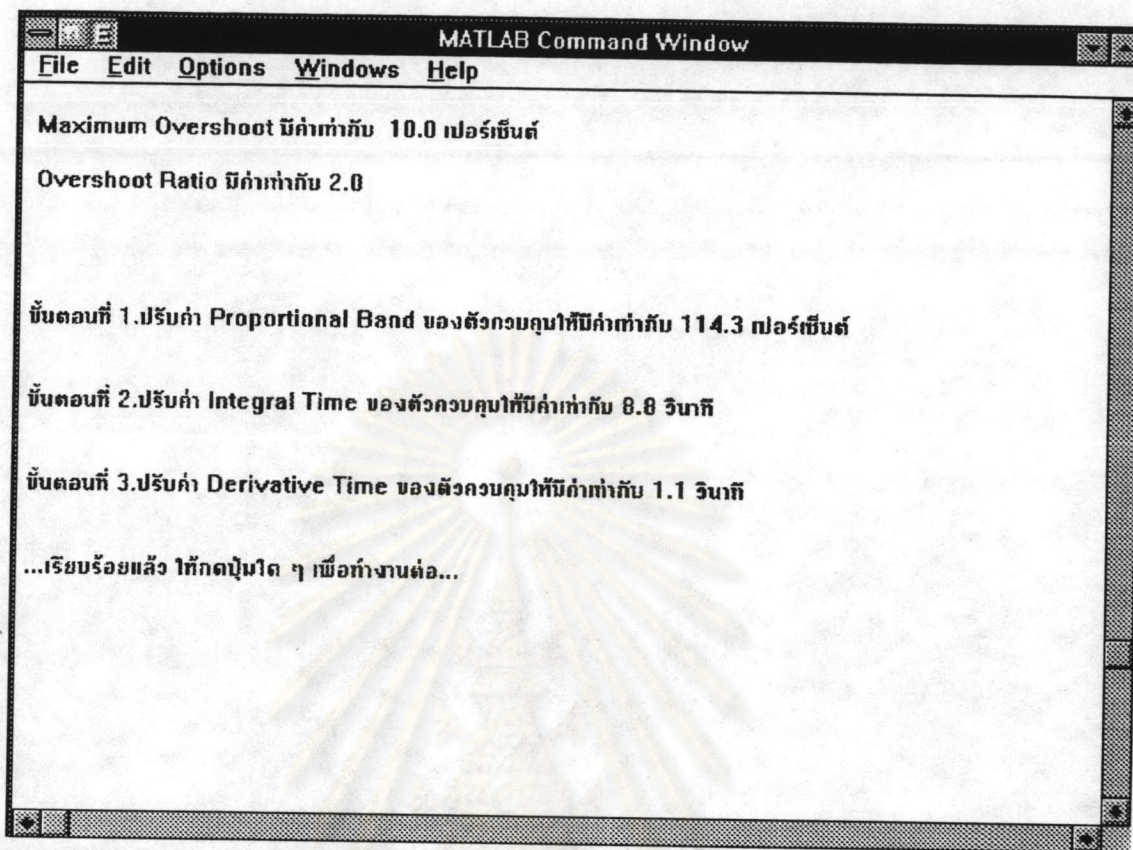 MATLAB Command Window
File Edit Options Windows Help
Maximum Overshoot มีค่าเท่ากับ 10.0 เปอร์เซ็นต์
Overshoot Ratio มีค่าเท่ากับ 2.0
ขั้นตอนที่ 1.ปรับค่า Proportional Band ของตัวควบคุมให้มีค่าเท่ากับ 114.3 เปอร์เซ็นต์
ขั้นตอนที่ 2.ปรับค่า Integral Time ของตัวควบคุมให้มีค่าเท่ากับ 8.8 วินาที
ขั้นตอนที่ 3.ปรับค่า Derivative Time ของตัวควบคุมให้มีค่าเท่ากับ 1.1 วินาที
...เรียบร้อยแล้ว ให้กดปุ่มใด ๆ เพื่อทำงานต่อ...